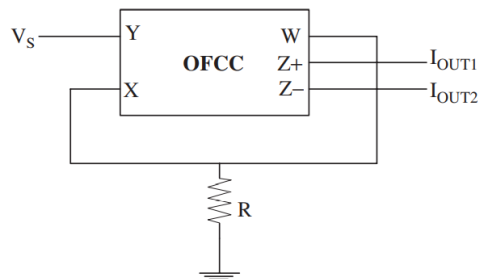 V_S Y W
OFCC Z+ I_OUT1
X Z− I_OUT2
R